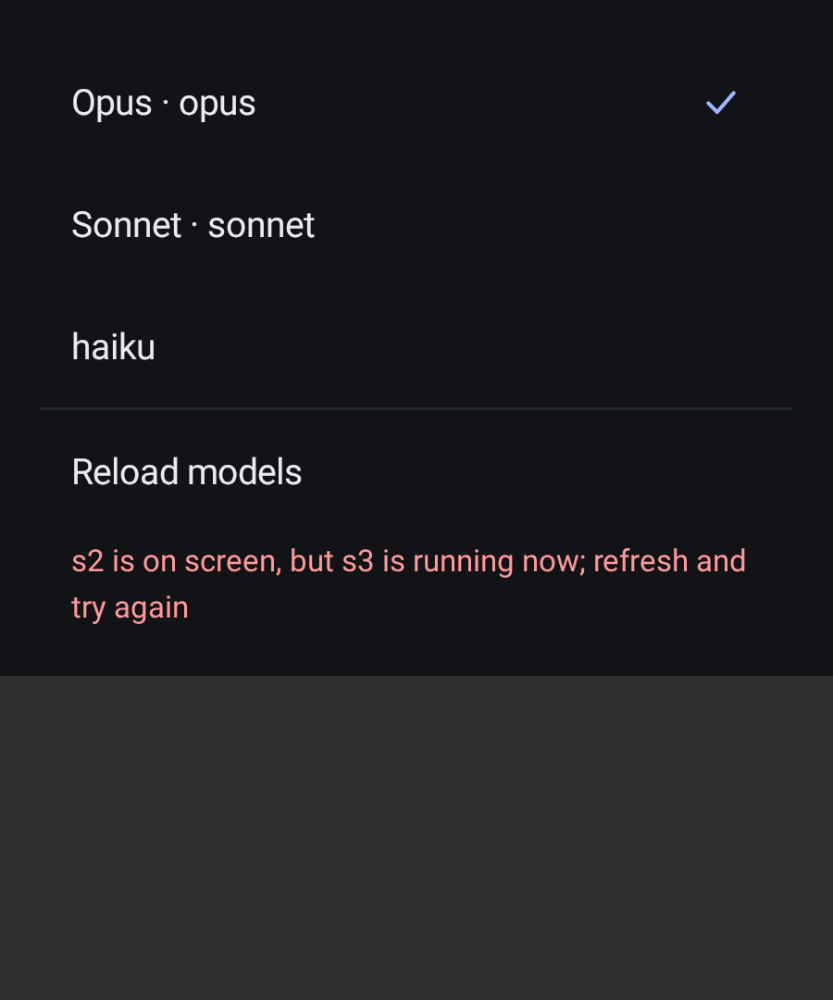 Opus · opus
Sonnet · sonnet
haiku
Reload models
s2 is on screen, but s3 is running now; refresh and
try again